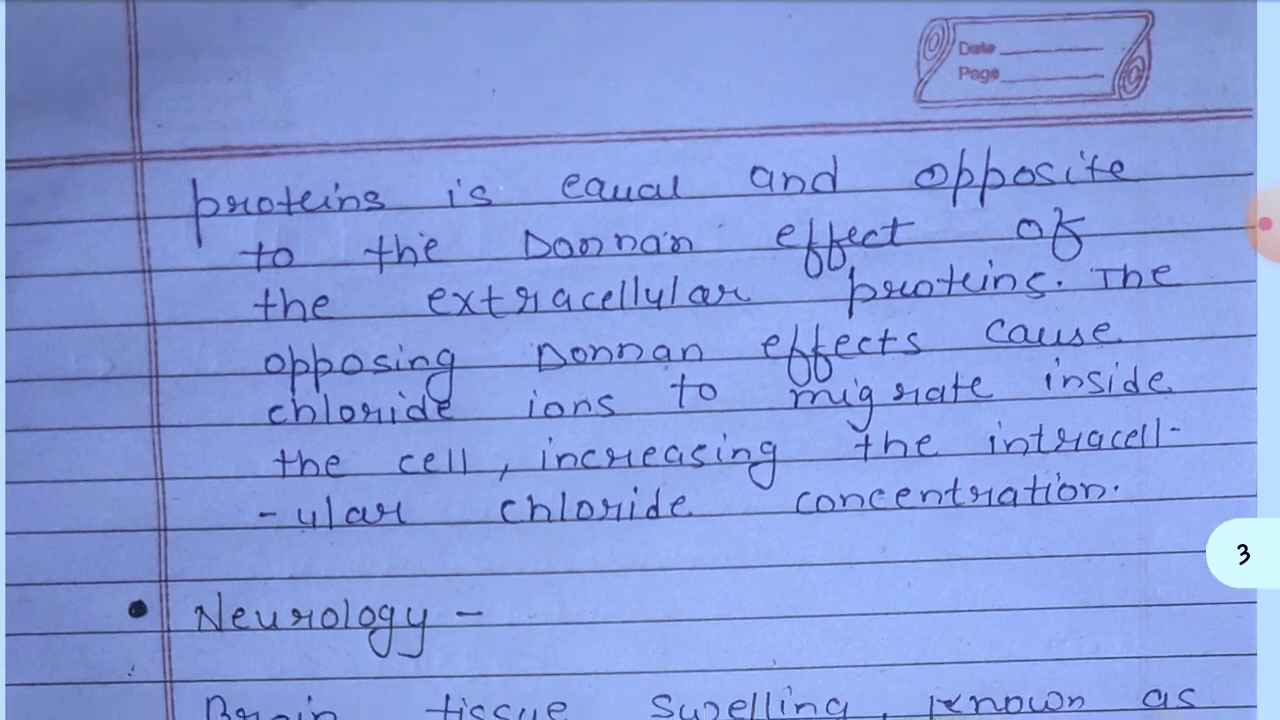 Date
Page
proteins is equal and opposite
to the Donnan effect of
the extracellular proteins. The
opposing Donnan effects cause
chloride ions to migrate inside
the cell, increasing the intracell-
-ular chloride concentration.
3
• Neurology -
Brain tissue swelling, known as